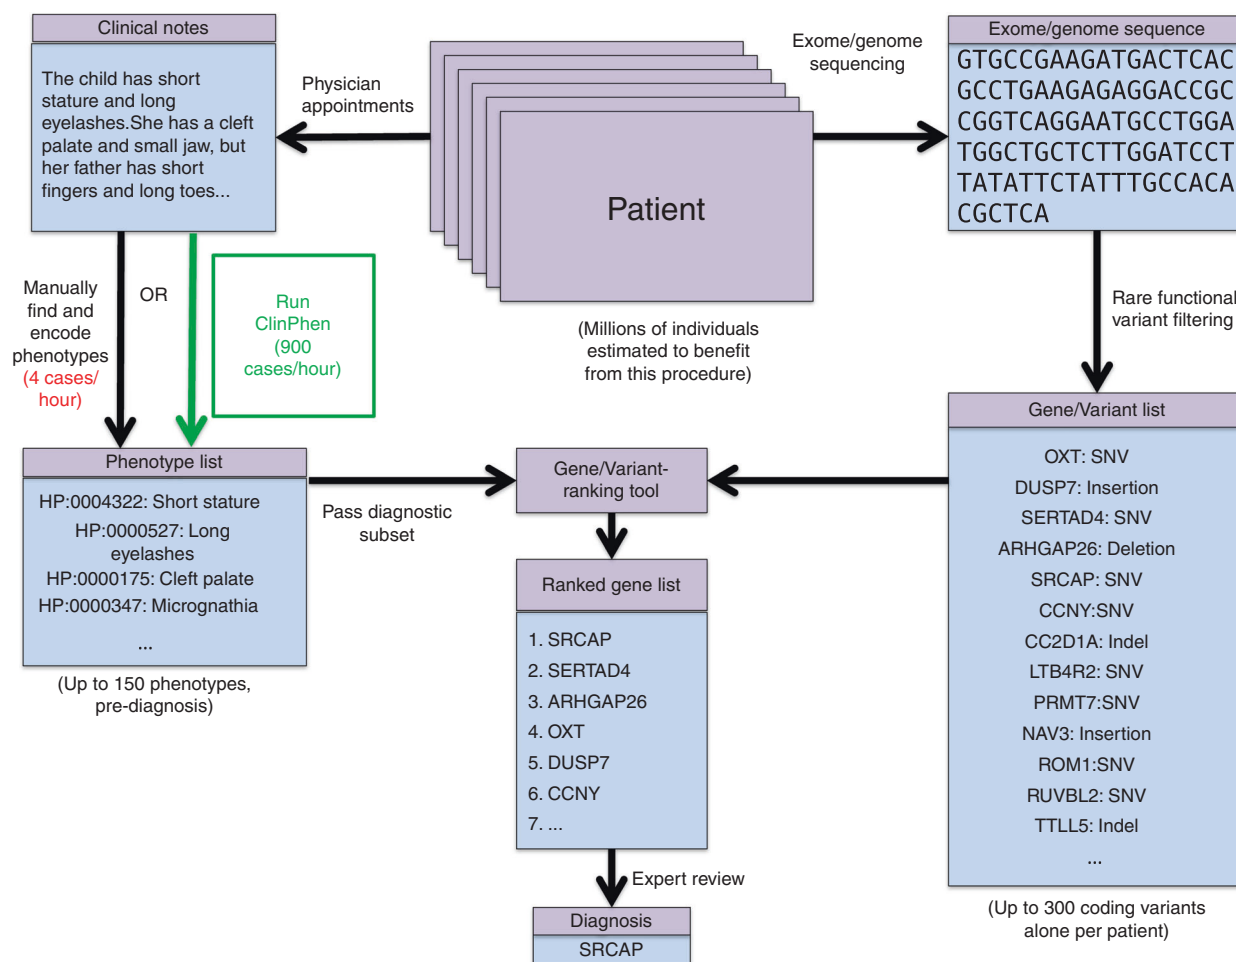 Clinical notes
The child has short
stature and long
eyelashes.She has a cleft
palate and small jaw, but
her father has short
fingers and long toes...
Physician
appointments
Patient
(Millions of individuals
estimated to benefit
from this procedure)
Exome/genome
sequencing
Exome/genome sequence
GTGCCGAAGATGACTCAC
GCCTGAAGAGAGGACCGC
CGGTCAGGAATGCCTGGA
TGGCTGCTCTTGGATCCT
TATATTCTATTTGCCACA
CGCTCA
Manually
find and
encode
phenotypes
(4 cases/
hour)
OR
Run
ClinPhen
(900
cases/hour)
Rare functional
variant filtering
Phenotype list
HP:0004322: Short stature
HP:0000527: Long
eyelashes
HP:0000175: Cleft palate
HP:0000347: Micrognathia
...
(Up to 150 phenotypes,
pre-diagnosis)
Pass diagnostic
subset
Gene/Variant-
ranking tool
Ranked gene list
1. SRCAP
2. SERTAD4
3. ARHGAP26
4. OXT
5. DUSP7
6. CCNY
7. ...
Expert review
Diagnosis
SRCAP
Gene/Variant list
OXT: SNV
DUSP7: Insertion
SERTAD4: SNV
ARHGAP26: Deletion
SRCAP: SNV
CCNY:SNV
CC2D1A: Indel
LTB4R2: SNV
PRMT7:SNV
NAV3: Insertion
ROM1:SNV
RUVBL2: SNV
TTLL5: Indel
...
(Up to 300 coding variants
alone per patient)